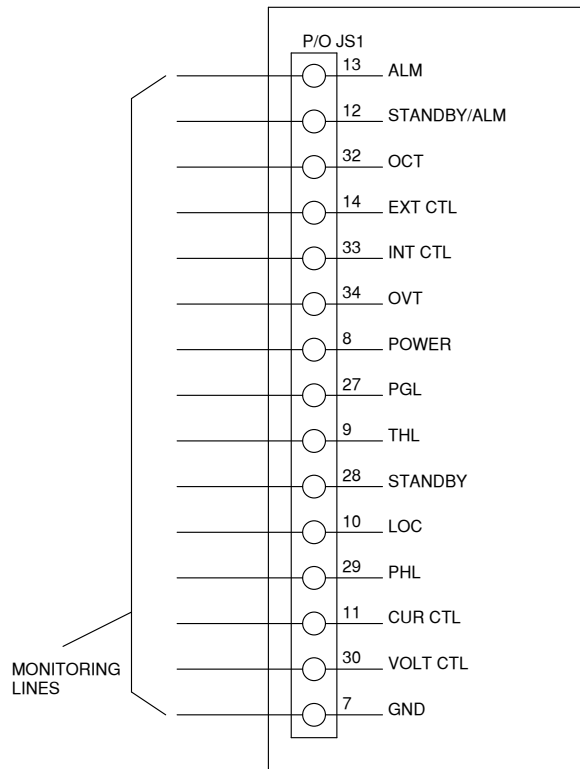 P/O JS1
13 ALM
12 STANDBY/ALM
32 OCT
14 EXT CTL
33 INT CTL
34 OVT
8 POWER
27 PGL
9 THL
28 STANDBY
10 LOC
29 PHL
11 CUR CTL
30 VOLT CTL
7 GND
MONITORING
LINES